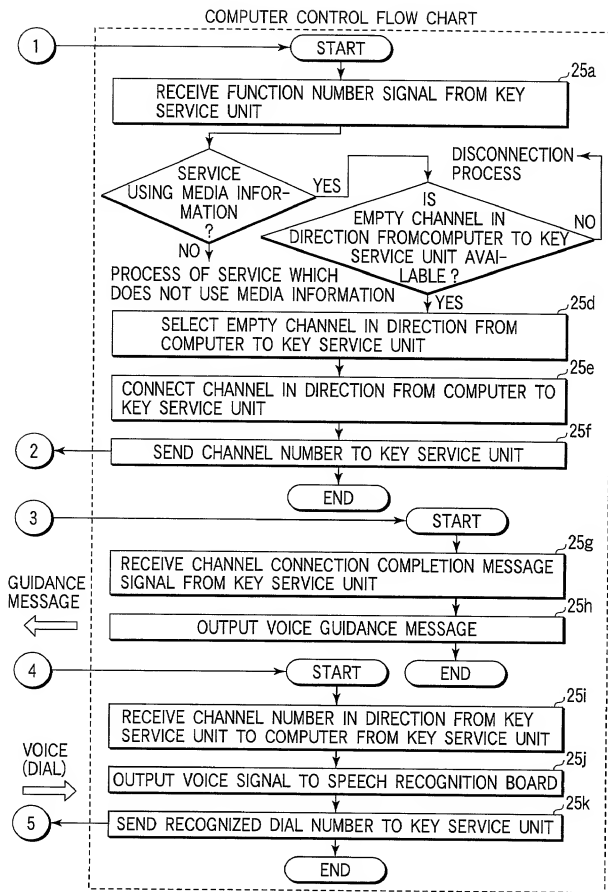 COMPUTER CONTROL FLOW CHART
1
START
25a
RECEIVE FUNCTION NUMBER SIGNAL FROM KEY
SERVICE UNIT
SERVICE
USING MEDIA INFOR-
MATION
?
YES
NO
DISCONNECTION
PROCESS
IS
EMPTY CHANNEL IN
DIRECTION FROMCOMPUTER TO KEY
SERVICE UNIT AVAI-
LABLE ?
NO
YES
PROCESS OF SERVICE WHICH
DOES NOT USE MEDIA INFORMATION
25d
SELECT EMPTY CHANNEL IN DIRECTION FROM
COMPUTER TO KEY SERVICE UNIT
25e
CONNECT CHANNEL IN DIRECTION FROM COMPUTER TO
KEY SERVICE UNIT
25f
2
SEND CHANNEL NUMBER TO KEY SERVICE UNIT
END
3
START
25g
RECEIVE CHANNEL CONNECTION COMPLETION MESSAGE
SIGNAL FROM KEY SERVICE UNIT
GUIDANCE
MESSAGE
25h
OUTPUT VOICE GUIDANCE MESSAGE
END
4
START
25i
RECEIVE CHANNEL NUMBER IN DIRECTION FROM KEY
SERVICE UNIT TO COMPUTER FROM KEY SERVICE UNIT
VOICE
(DIAL)
25j
OUTPUT VOICE SIGNAL TO SPEECH RECOGNITION BOARD
25k
5
SEND RECOGNIZED DIAL NUMBER TO KEY SERVICE UNIT
END